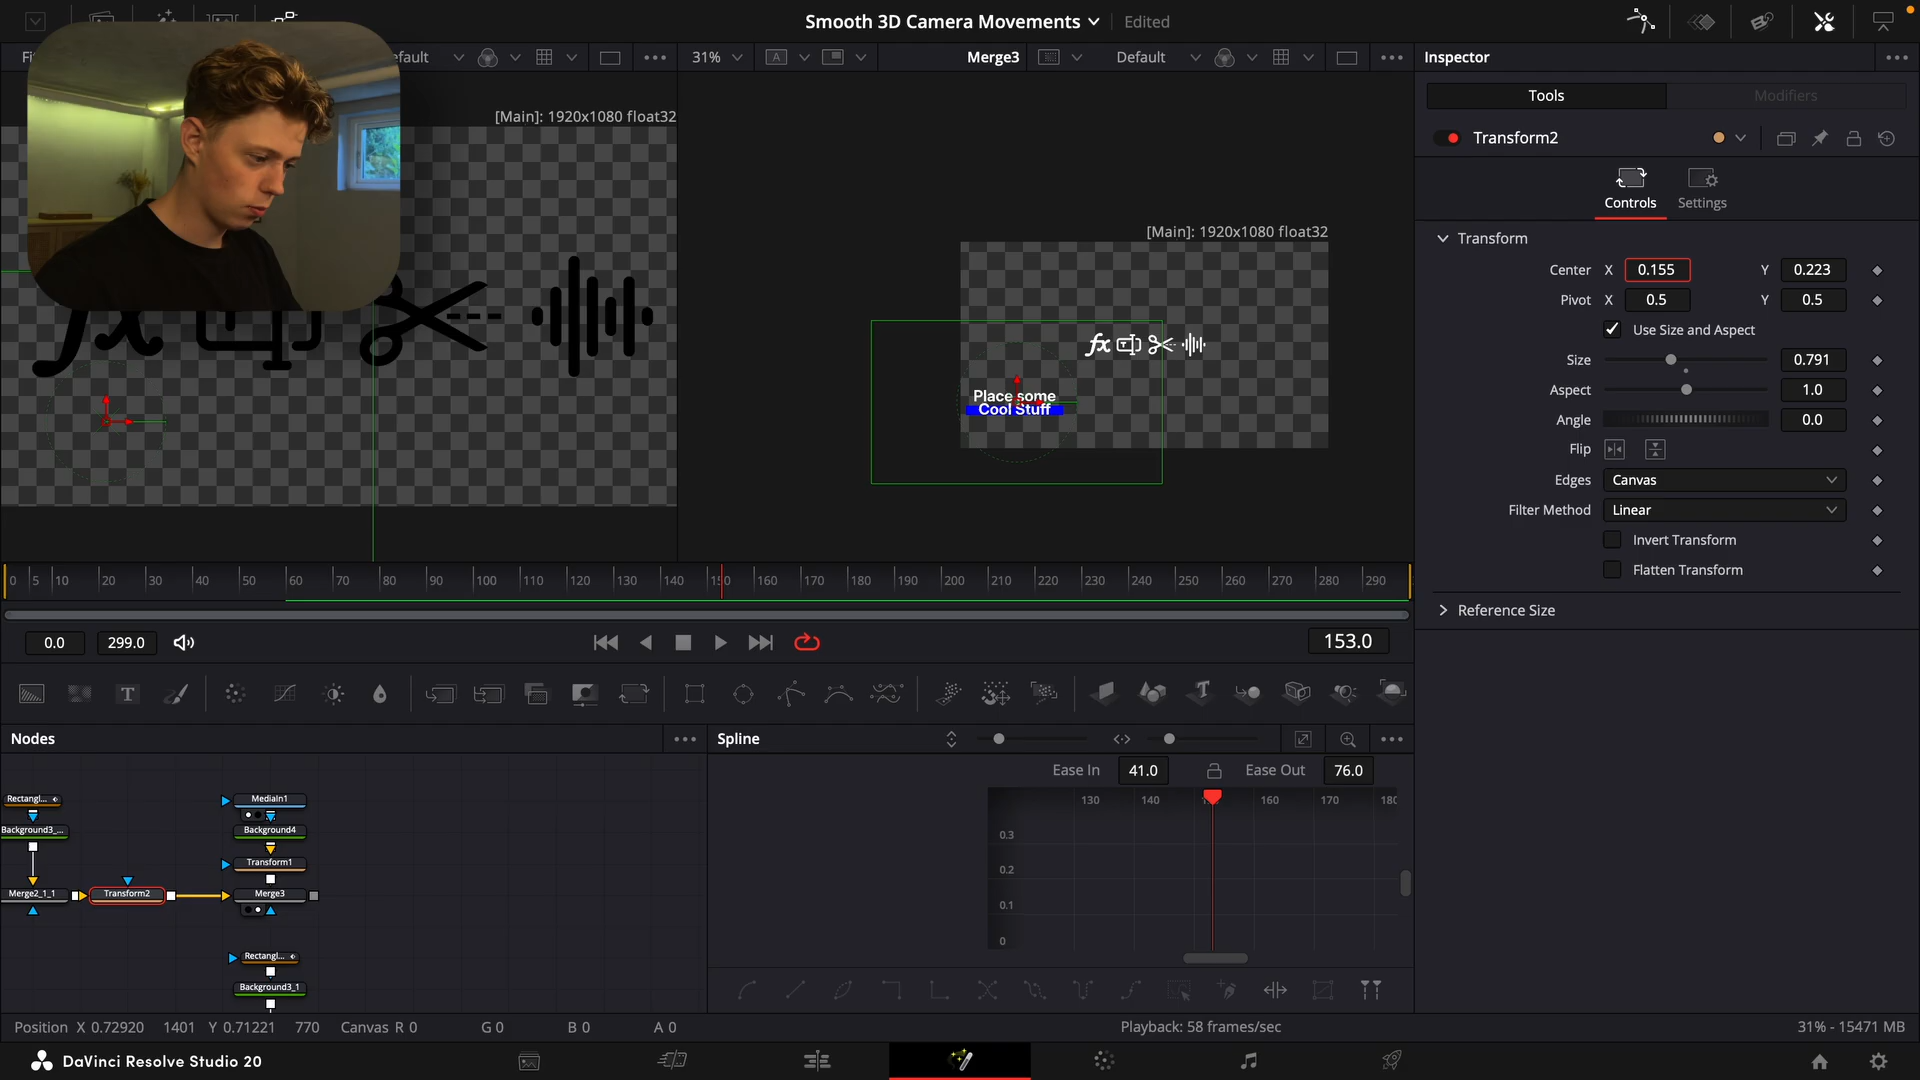 Smooth 3D Camera Movements
Edited
Fi
efault
31%
A
Merge3
Default
Inspector
Tools
Modifiers
[Main]: 1920x1080 float32
[Main]: 1920x1080 float32
Transform2
Controls
Settings
Transform
Center X 0.155 Y 0.223
Pivot X 0.5 Y 0.5
Use Size and Aspect
Size 0.791
Aspect 1.0
Angle 0.0
Flip
Edges Canvas
Filter Method Linear
Invert Transform
Flatten Transform
Reference Size
fx T
fx T
Place some
Cool Stuff
0 5 10 20 30 40 50 60 70 80 90 100 110 120 130 140 150 160 170 180 190 200 210 220 230 240 250 260 270 280 290
0.0 299.0
153.0
T
T
Nodes
Spline
Ease In 41.0 Ease Out 76.0
130 140 160 170 180
0.3
0.2
0.1
0
Rectangl...
Background3_...
Merge2_1_1
Transform2
MediaIn1
Background4
Transform1
Merge3
Rectangl...
Background3_1
Position X 0.72920 1401 Y 0.71221 770 Canvas R 0 G 0 B 0 A 0
Playback: 58 frames/sec
31% - 15471 MB
DaVinci Resolve Studio 20